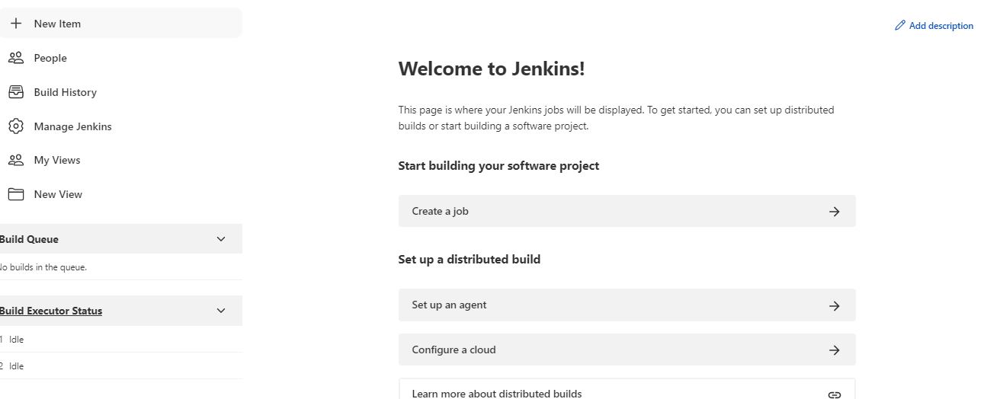 New Item
People
Build History
Manage Jenkins
My Views
New View
Build Queue
No builds in the queue.
Build Executor Status
1 Idle
2 Idle
Add description
Welcome to Jenkins!
This page is where your Jenkins jobs will be displayed. To get started, you can set up distributed
builds or start building a software project.
Start building your software project
Create a job
Set up a distributed build
Set up an agent
Configure a cloud
Learn more about distributed builds